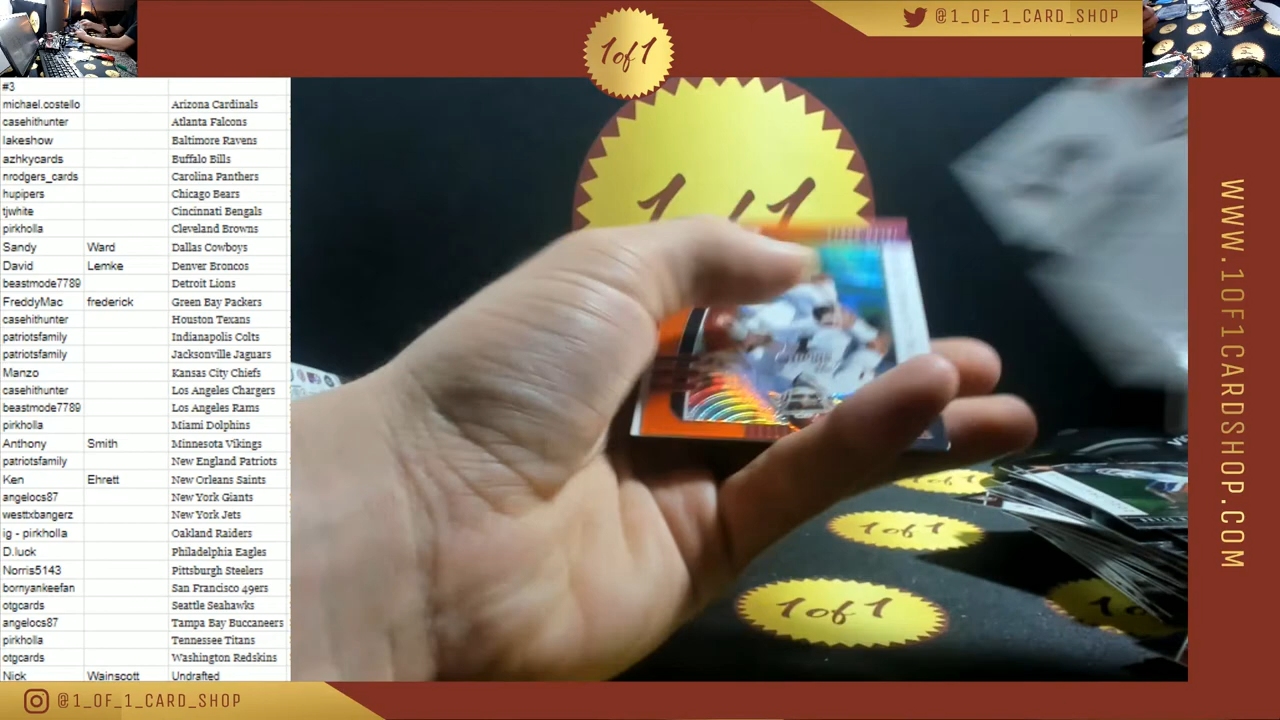 @1_OF_1_CARD_SHOP
1of1
#3
michael.costello Arizona Cardinals
casehithunter Atlanta Falcons
lakeshow Baltimore Ravens
azhkycards Buffalo Bills
nrodgers_cards Carolina Panthers
hupipers Chicago Bears
tjwhite Cincinnati Bengals
pirkholla Cleveland Browns
Sandy Ward Dallas Cowboys
David Lemke Denver Broncos
beastmode7789 Detroit Lions
FreddyMac frederick Green Bay Packers
casehithunter Houston Texans
patriotsfamily Indianapolis Colts
patriotsfamily Jacksonville Jaguars
Manzo Kansas City Chiefs
casehithunter Los Angeles Chargers
beastmode7789 Los Angeles Rams
pirkholla Miami Dolphins
Anthony Smith Minnesota Vikings
patriotsfamily New England Patriots
Ken Ehrett New Orleans Saints
angelocs87 New York Giants
westtxbangerz New York Jets
ig - pirkholla Oakland Raiders
D.luck Philadelphia Eagles
Norris5143 Pittsburgh Steelers
bornyankeefan San Francisco 49ers
otgcards Seattle Seahawks
angelocs87 Tampa Bay Buccaneers
pirkholla Tennessee Titans
otgcards Washington Redskins
Nick Wainscott Undrafted
1of1
1of1
WWW.1OF1CARDSHOP.COM
@1_OF_1_CARD_SHOP